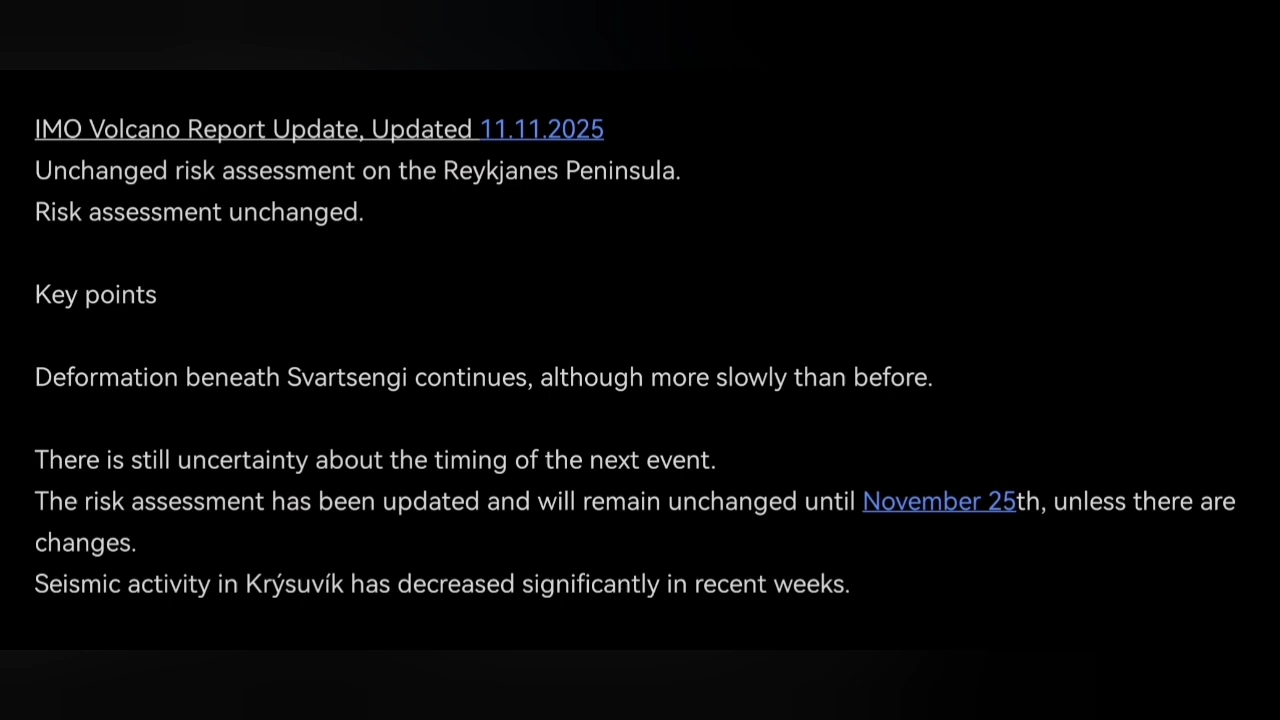 IMO Volcano Report Update, Updated 11.11.2025
Unchanged risk assessment on the Reykjanes Peninsula.
Risk assessment unchanged.
Key points
Deformation beneath Svartsengi continues, although more slowly than before.
There is still uncertainty about the timing of the next event.
The risk assessment has been updated and will remain unchanged until November 25th, unless there are
changes.
Seismic activity in Krýsuvík has decreased significantly in recent weeks.